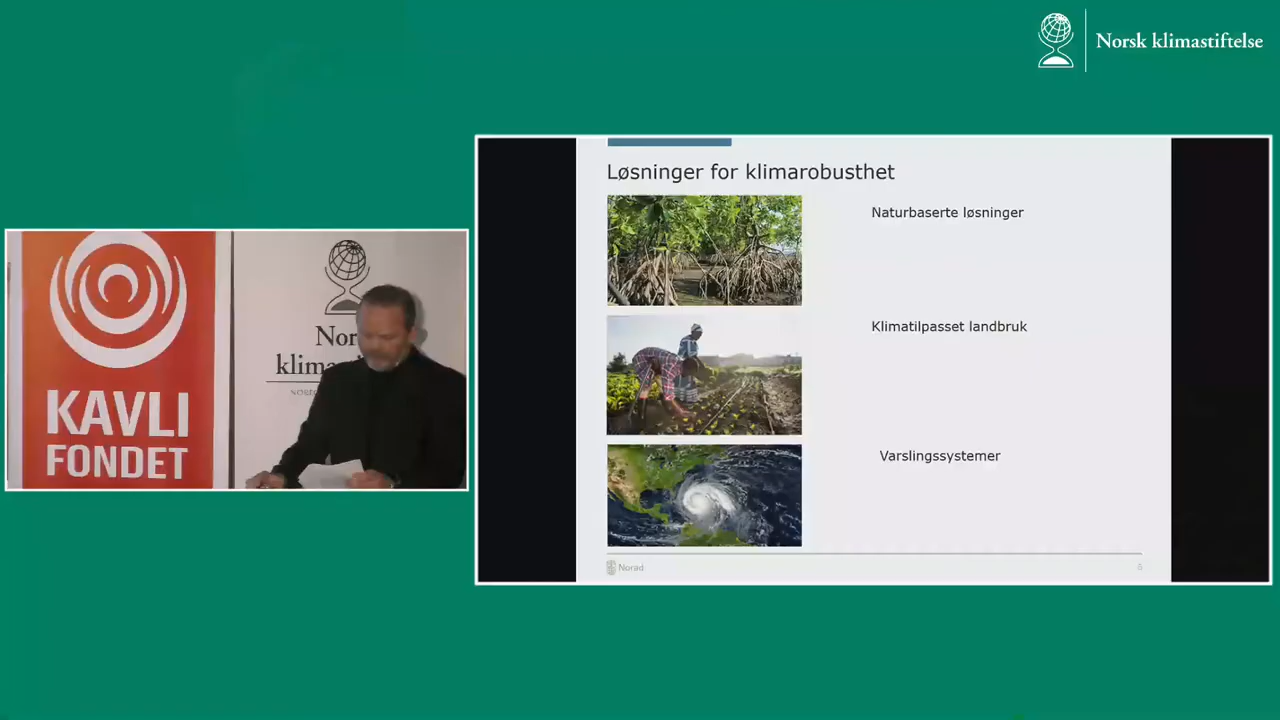 Norsk klimastiftelse
Løsninger for klimarobusthet
Naturbaserte løsninger
Klimatilpasset landbruk
Varslingssystemer
Norad
KAVLI
FONDET